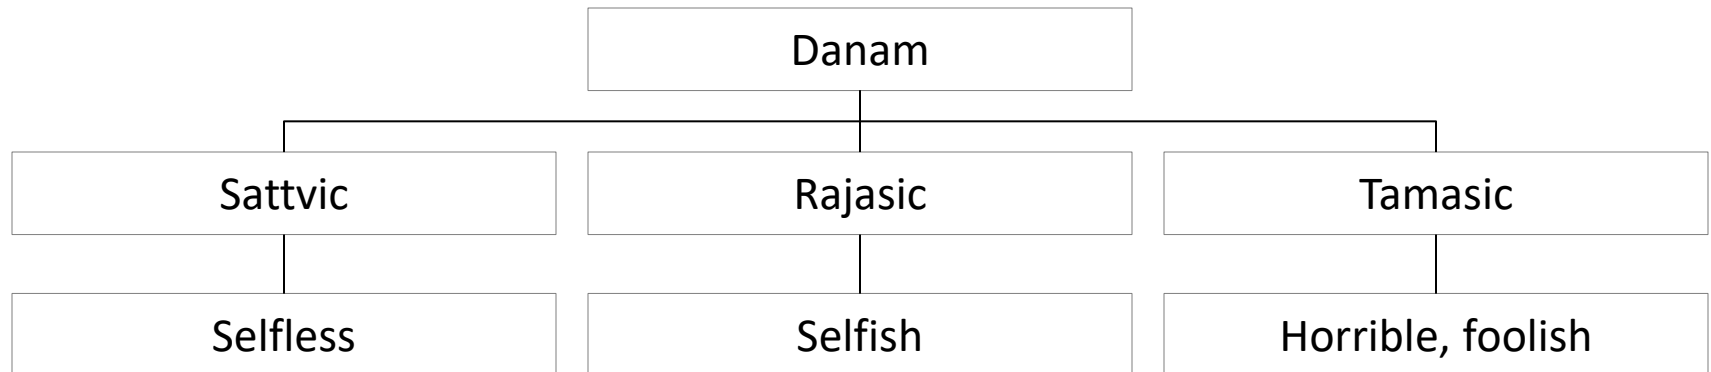 Danam
Sattvic
Rajasic
Tamasic
Selfless
Selfish
Horrible, foolish